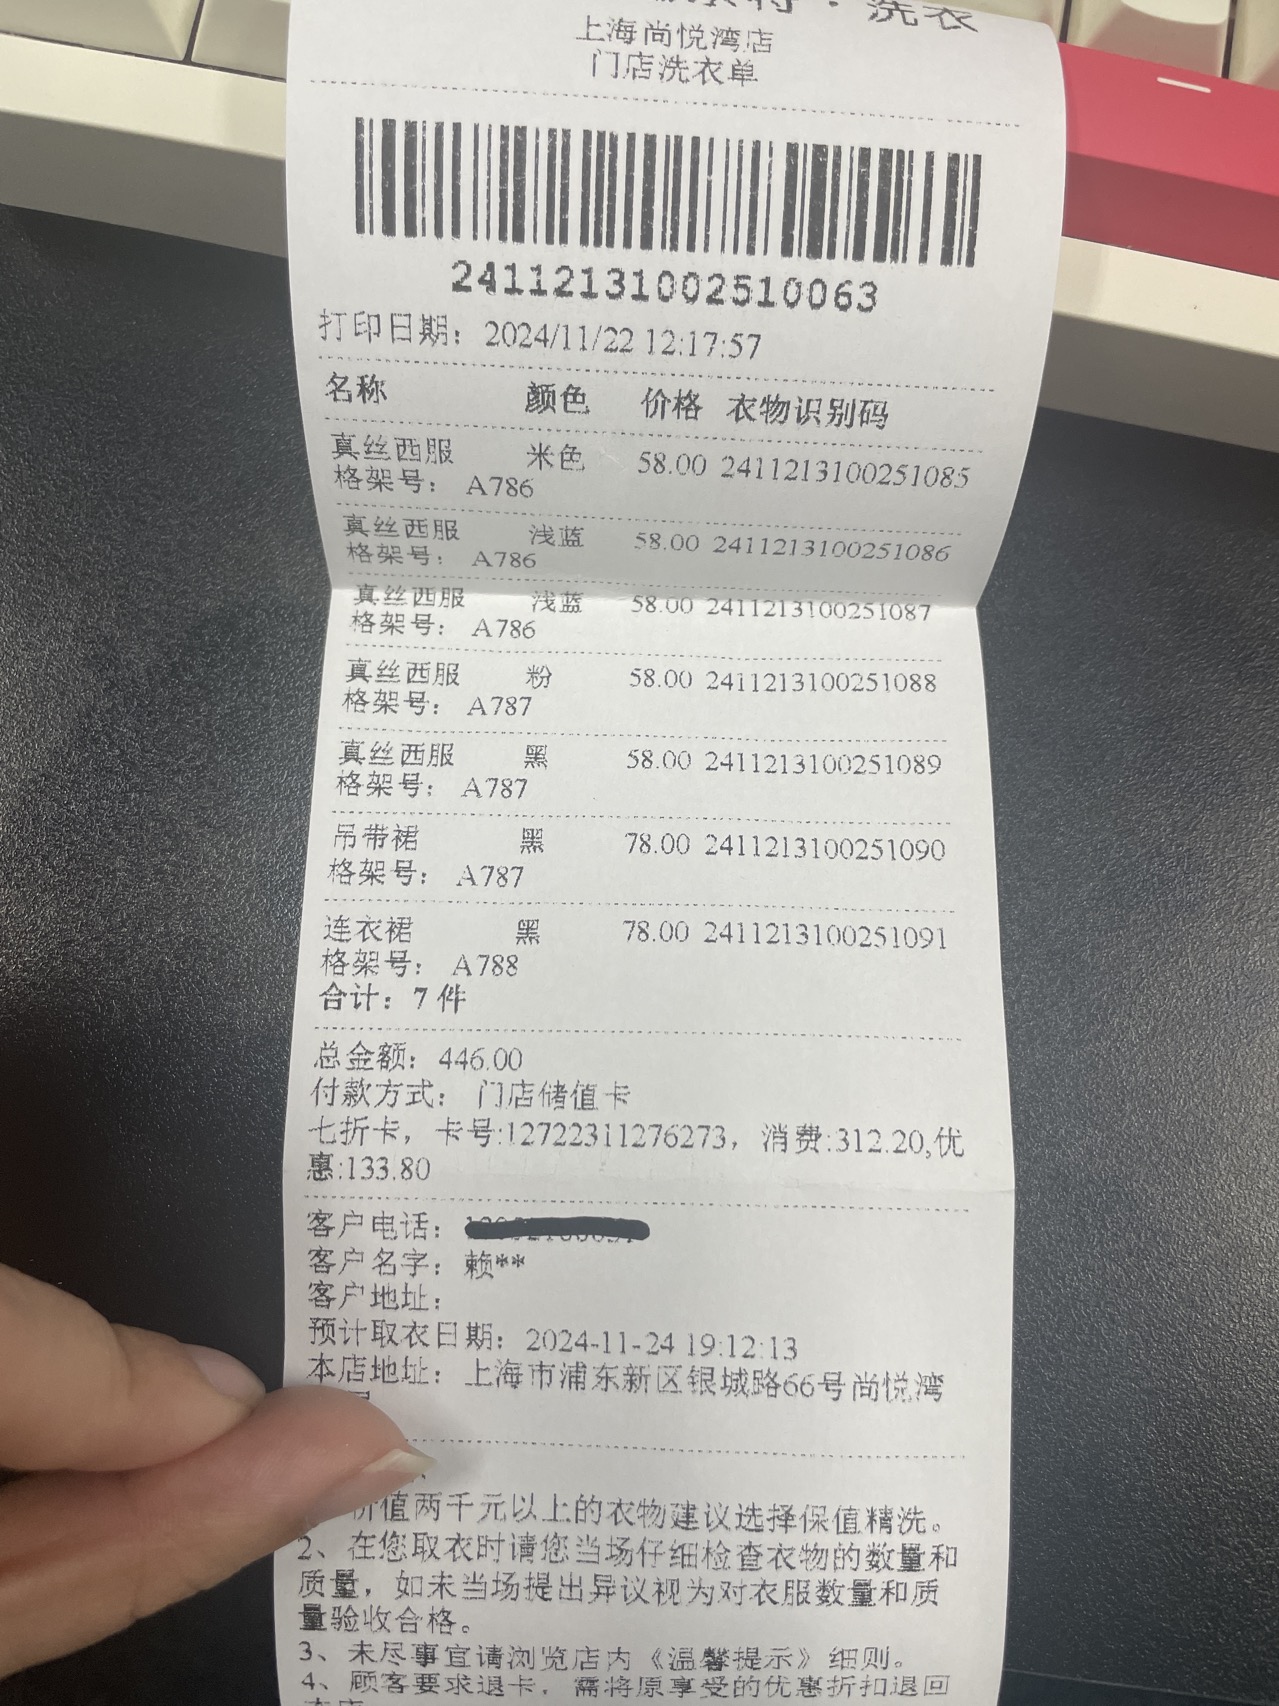 ·洗衣
上海尚悦湾店
门店洗衣单
241121310025​10063
打印日期： 2024/11/22 12:17:57
名称 颜色 价格 衣物识别码
真丝西服 米色 58.00 2411213100251085
格架号： A786
真丝西服 浅蓝 58.00 2411213100251086
格架号： A786
真丝西服 浅蓝 58.00 2411213100251087
格架号： A786
真丝西服 粉 58.00 2411213100251088
格架号： A787
真丝西服 黑 58.00 2411213100251089
格架号： A787
吊带裙 黑 78.00 2411213100251090
格架号： A787
连衣裙 黑 78.00 2411213100251091
格架号： A788
合计：7 件
总金额：446.00
付款方式： 门店储值卡
七折卡，卡号:12722311276273，消费:312.20,优
惠:133.80
客户电话：
客户名字： 赖**
客户地址：
预计取衣日期： 2024-11-24 19:12:13
本店地址： 上海市浦东新区银城路66号尚悦湾
价值两千元以上的衣物建议选择保值精洗。
2、在您取衣时请您当场仔细检查衣物的数量和
质量，如未当场提出异议视为对衣服数量和质
量验收合格。
3、未尽事宜请浏览店内《温馨提示》细则。
4、顾客要求退卡，需将原享受的优惠折扣退回